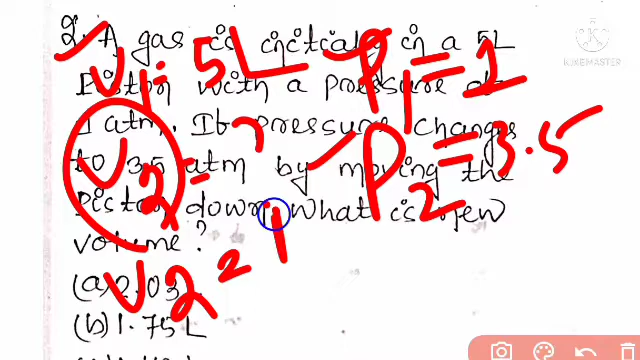 2. A gas is initially in a 5L
Piston with a pressure of
1 atm. If pressure changes
to 3.5 atm by moving the
Piston down. What is new
volume?
(a) 2.03
(b) 1.75L
V1 = 5L P1 = 1
V2 = ? P2 = 3.5
V2 =
K
KINEMASTER